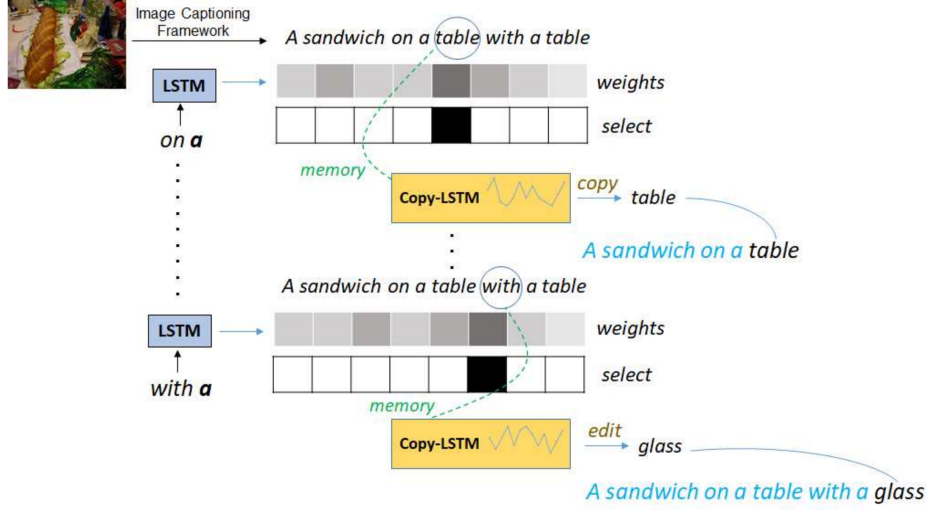 Image Captioning
Framework
A sandwich on a table with a table
LSTM
weights
on a
select
memory
Copy-LSTM
copy
table
A sandwich on a table
A sandwich on a table with a table
LSTM
weights
with a
select
memory
Copy-LSTM
edit
glass
A sandwich on a table with a glass